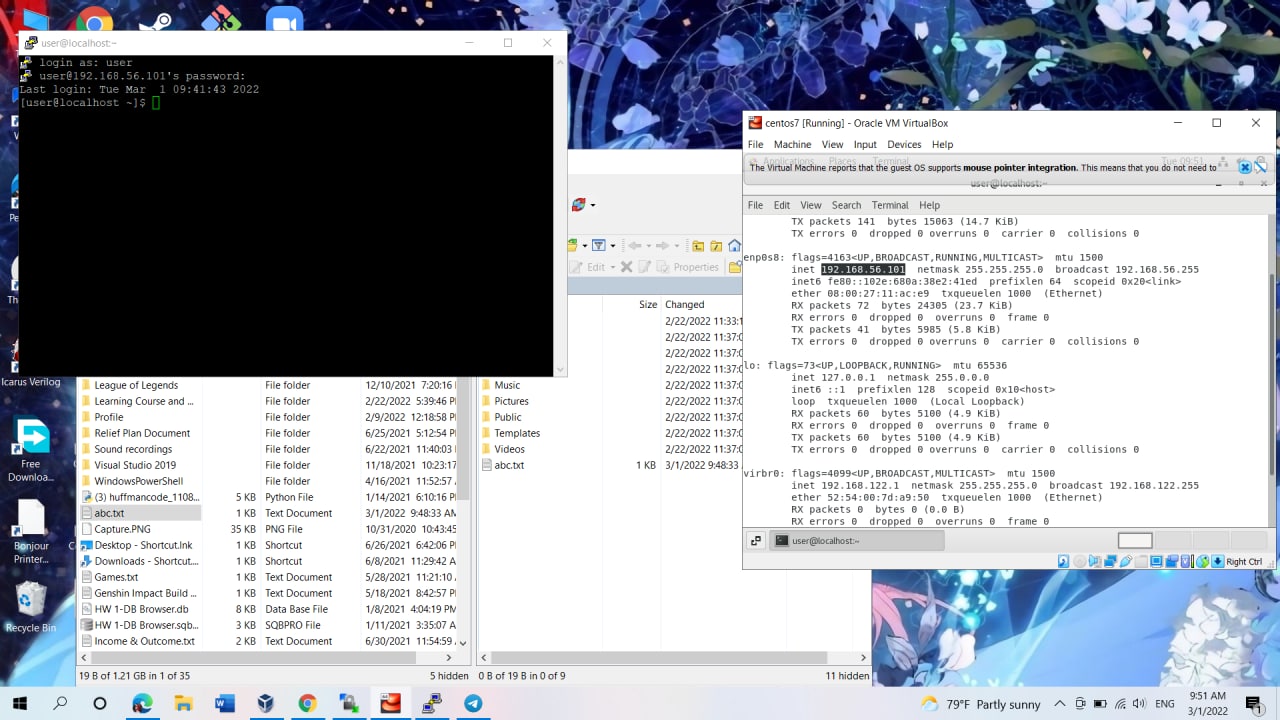 user@localhost:~
login as: user
user@192.168.56.101's password:
Last login: Tue Mar  1 09:41:43 2022
[user@localhost ~]$
centos7 [Running] - Oracle VM VirtualBox
File Machine View Input Devices Help
Applications Places Terminal Tue 09:51
The Virtual Machine reports that the guest OS supports mouse pointer integration. This means that you do not need to
user@localhost:~
File Edit View Search Terminal Help
TX packets 141  bytes 15063 (14.7 KiB)
TX errors 0  dropped 0 overruns 0  carrier 0  collisions 0
enp0s8: flags=4163<UP,BROADCAST,RUNNING,MULTICAST>  mtu 1500
inet 192.168.56.101  netmask 255.255.255.0  broadcast 192.168.56.255
inet6 fe80::102e:680a:38e2:41ed  prefixlen 64  scopeid 0x20<link>
ether 08:00:27:11:ac:e9  txqueuelen 1000  (Ethernet)
RX packets 72  bytes 24305 (23.7 KiB)
RX errors 0  dropped 0  overruns 0  frame 0
TX packets 41  bytes 5985 (5.8 KiB)
TX errors 0  dropped 0 overruns 0  carrier 0  collisions 0
lo: flags=73<UP,LOOPBACK,RUNNING>  mtu 65536
inet 127.0.0.1  netmask 255.0.0.0
inet6 ::1  prefixlen 128  scopeid 0x10<host>
loop  txqueuelen 1000  (Local Loopback)
RX packets 60  bytes 5100 (4.9 KiB)
RX errors 0  dropped 0  overruns 0  frame 0
TX packets 60  bytes 5100 (4.9 KiB)
TX errors 0  dropped 0 overruns 0  carrier 0  collisions 0
virbr0: flags=4099<UP,BROADCAST,MULTICAST>  mtu 1500
inet 192.168.122.1  netmask 255.255.255.0  broadcast 192.168.122.255
ether 52:54:00:7d:a9:50  txqueuelen 1000  (Ethernet)
RX packets 0  bytes 0 (0.0 B)
RX errors 0  dropped 0  overruns 0  frame 0
user@localhost:~
Right Ctrl
Edit Properties
Size Changed
2/22/2022 11:33:1
2/22/2022 11:37:0
2/22/2022 11:37:0
2/22/2022 11:37:0
Music 2/22/2022 11:37:0
Pictures 2/22/2022 11:37:0
Public 2/22/2022 11:37:0
Templates 2/22/2022 11:37:0
Videos 2/22/2022 11:37:0
abc.txt 1 KB 3/1/2022 9:48:33
0 B of 19 B in 0 of 9 11 hidden
League of Legends File folder 12/10/2021 7:20:16
Learning Course and ... File folder 2/22/2022 5:39:46 P
Profile File folder 2/9/2022 12:18:58 P
Relief Plan Document File folder 6/25/2021 5:12:54 P
Sound recordings File folder 6/22/2021 11:40:03
Visual Studio 2019 File folder 11/18/2021 10:23:17
WindowsPowerShell File folder 4/16/2021 11:52:57
(3) huffmancode_1108... 5 KB Python File 1/14/2021 6:10:16 P
abc.txt 1 KB Text Document 3/1/2022 9:48:33 AM
Capture.PNG 35 KB PNG File 10/31/2020 10:43:45
Desktop - Shortcut.lnk 1 KB Shortcut 6/26/2021 6:42:06 P
Downloads - Shortcut.... 1 KB Shortcut 6/8/2021 11:29:42 A
Games.txt 1 KB Text Document 5/28/2021 11:21:10
Genshin Impact Build ... 1 KB Text Document 5/18/2021 8:42:57 P
HW 1-DB Browser.db 8 KB Data Base File 1/8/2021 4:04:19 PM
HW 1-DB Browser.sqb... 3 KB SQBPRO File 1/11/2021 3:35:07 A
Income & Outcome.txt 2 KB Text Document 6/30/2021 11:54:59
19 B of 1.21 GB in 1 of 35 5 hidden
Icarus Verilog
Free
Downloa...
Bonjour
Printer...
Recycle Bin
79°F Partly sunny
ENG
9:51 AM
3/1/2022
1